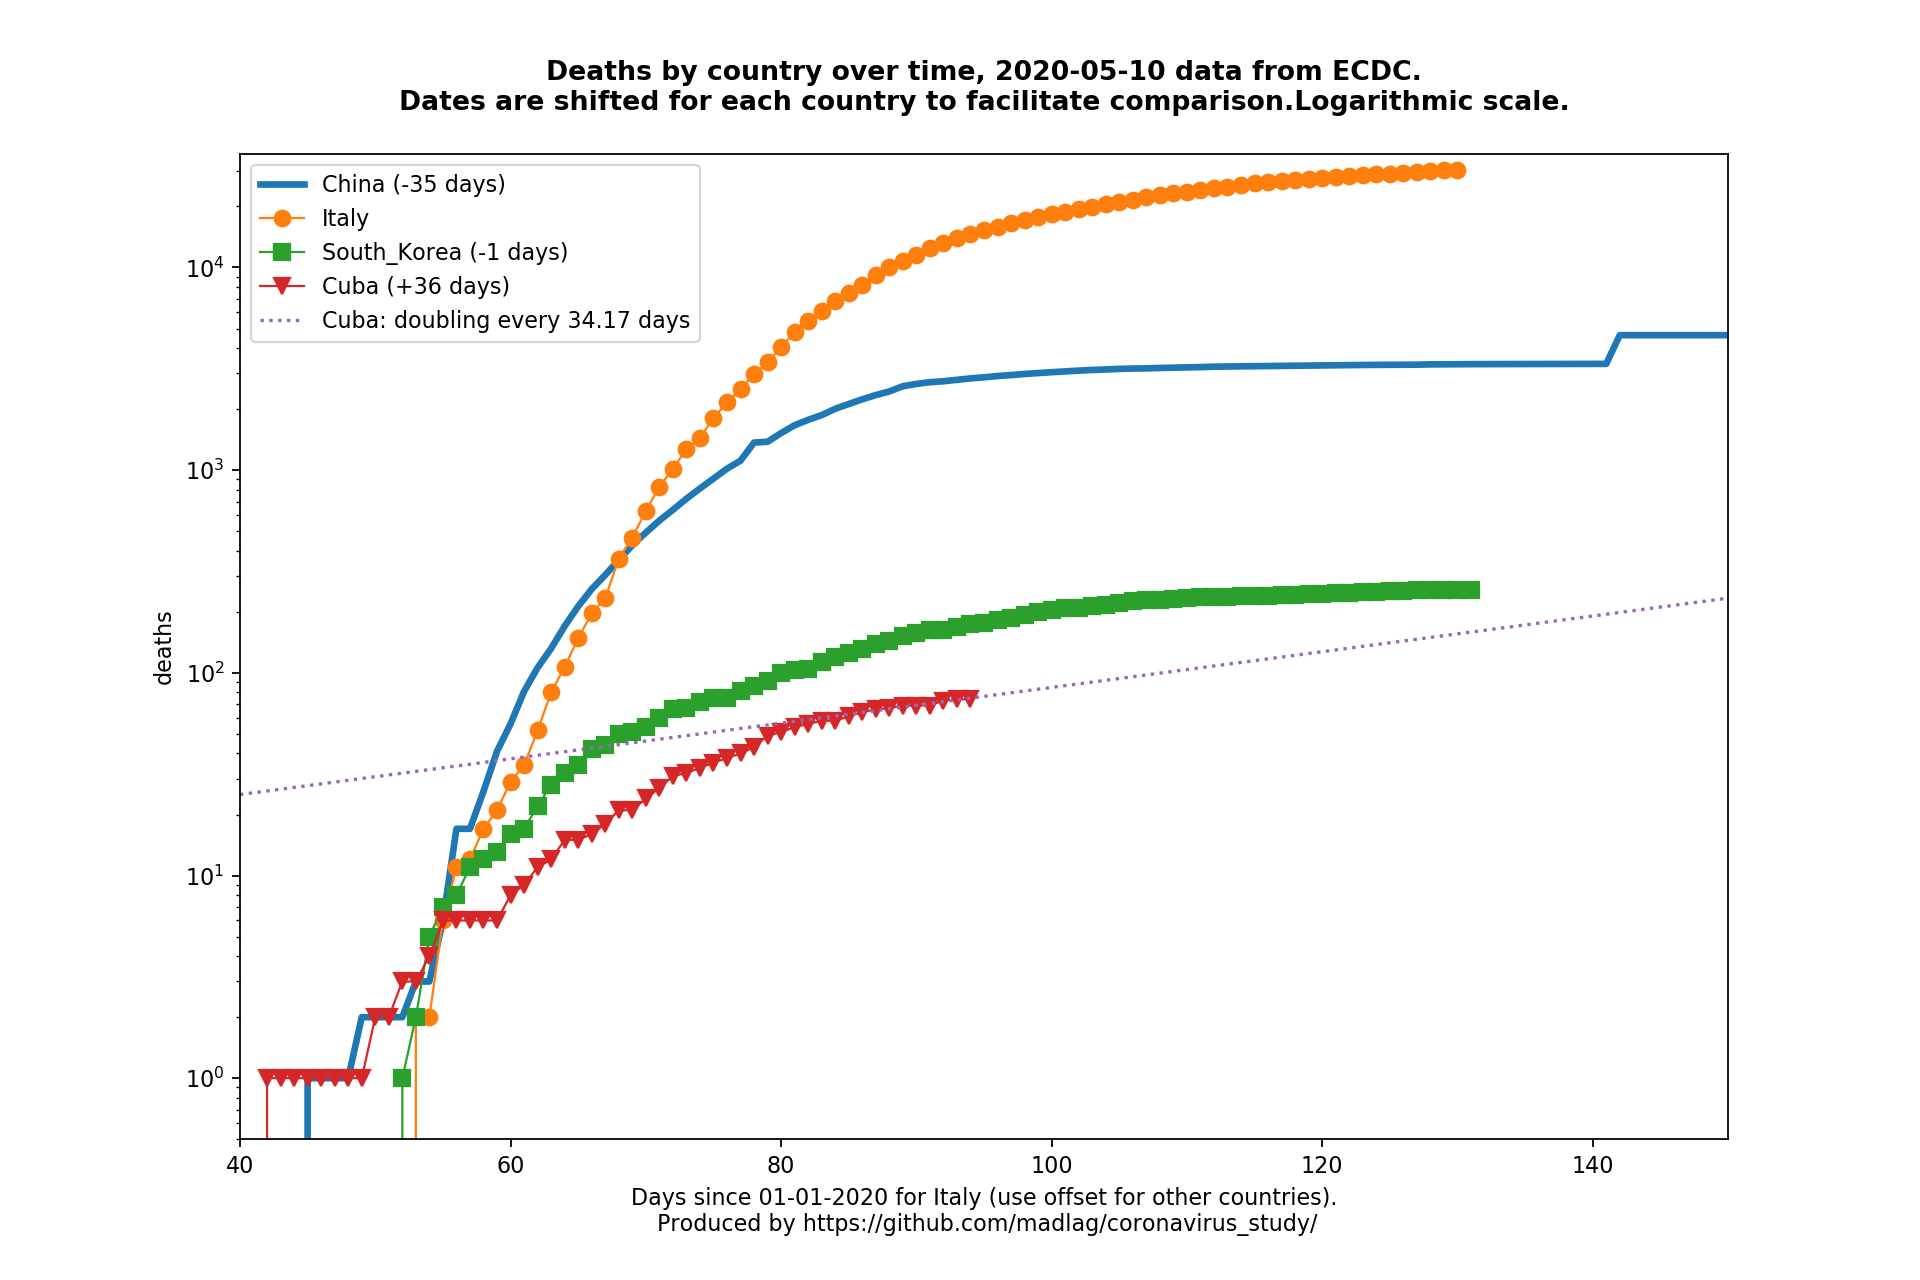 Deaths by country over time, 2020-05-10 data from ECDC.
Dates are shifted for each country to facilitate comparison.Logarithmic scale.
China (-35 days)
Italy
South_Korea (-1 days)
Cuba (+36 days)
Cuba: doubling every 34.17 days
deaths
10⁴
10³
10²
10¹
10⁰
40 60 80 100 120 140
Days since 01-01-2020 for Italy (use offset for other countries).
Produced by https://github.com/madlag/coronavirus_study/